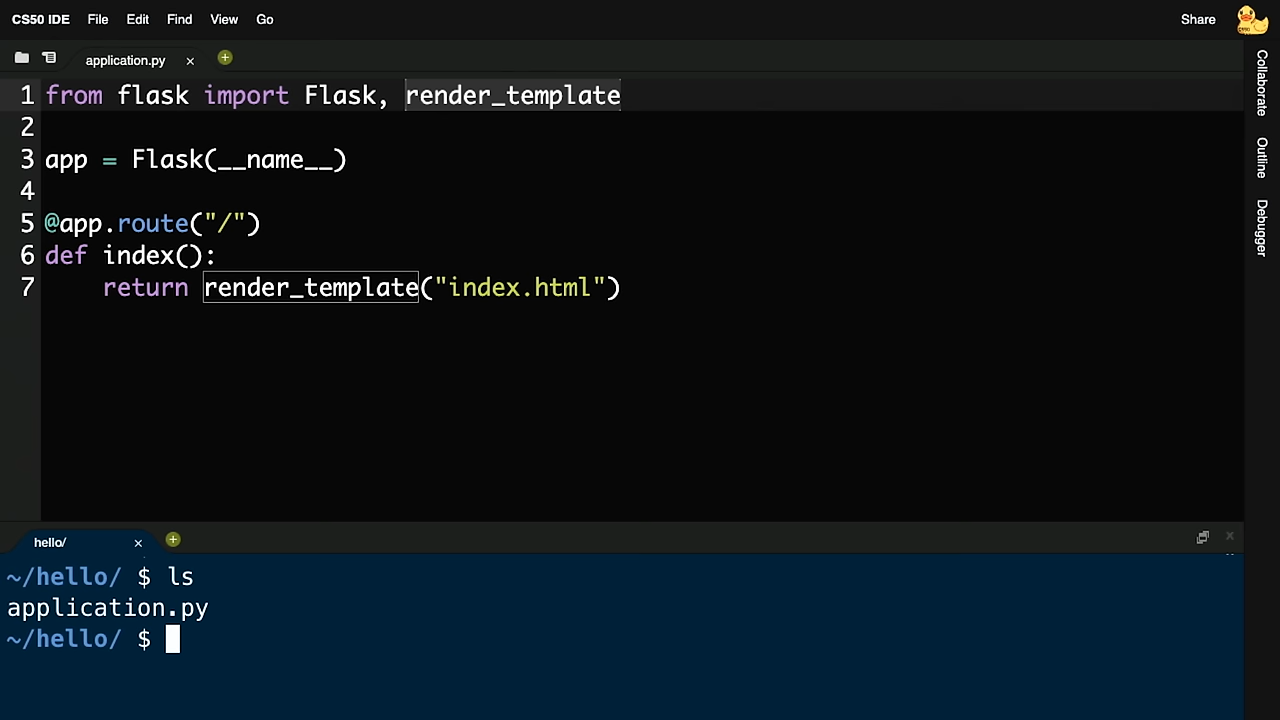 CS50 IDE File Edit Find View Go Share
application.py
1 from flask import Flask, render_template
2
3 app = Flask(__name__)
4
5 @app.route("/")
6 def index():
7     return render_template("index.html")
Collaborate
Outline
Debugger
hello/
~/hello/ $ ls
application.py
~/hello/ $